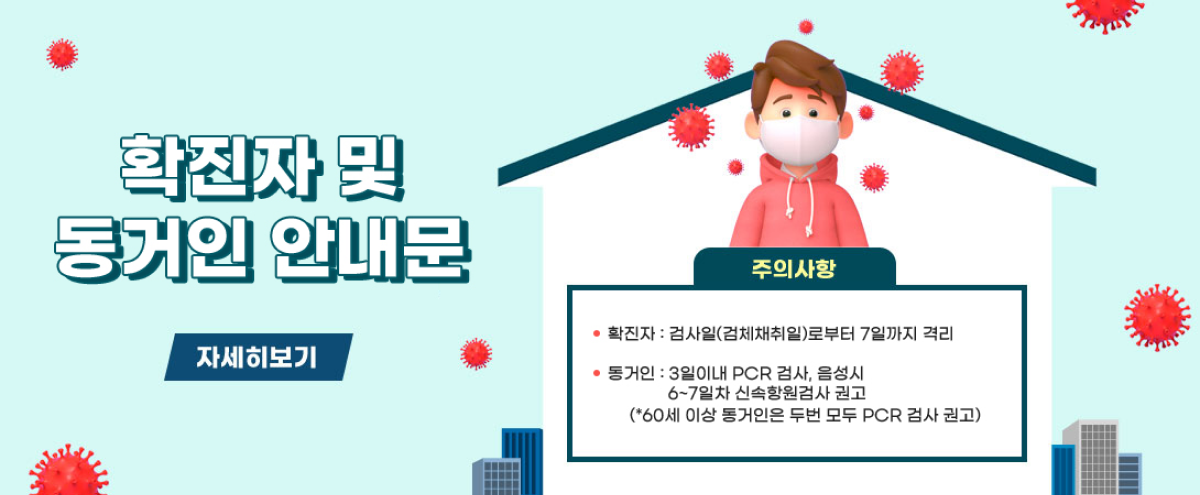 확진자 및
동거인 안내문
자세히보기
주의사항
• 확진자 : 검사일(검체채취일)로부터 7일까지 격리
• 동거인 : 3일이내 PCR 검사, 음성시
6~7일차 신속항원검사 권고
(*60세 이상 동거인은 두번 모두 PCR 검사 권고)